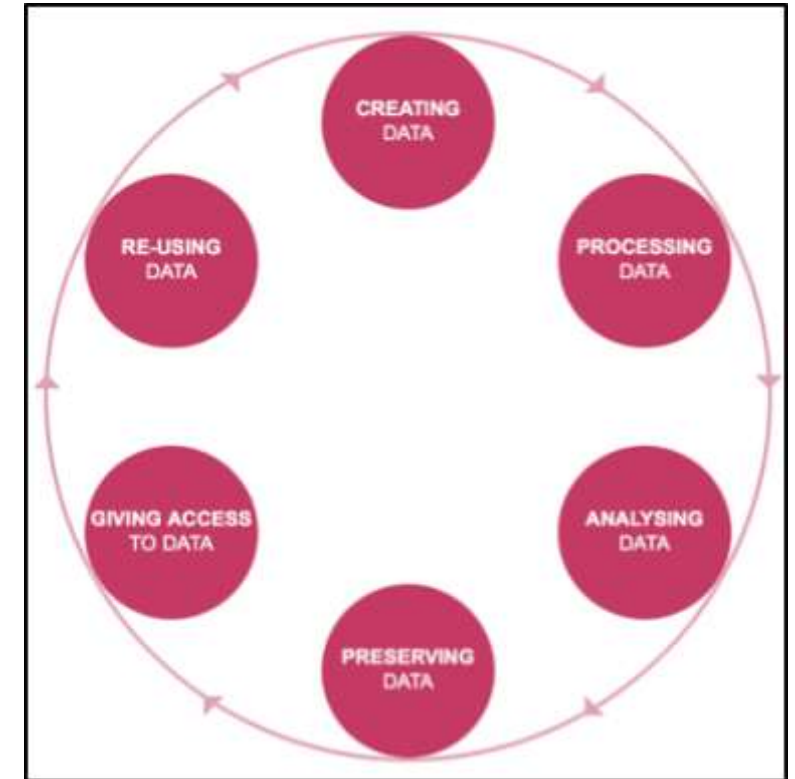 CREATING
DATA
PROCESSING
DATA
ANALYSING
DATA
PRESERVING
DATA
GIVING ACCESS
TO DATA
RE-USING
DATA